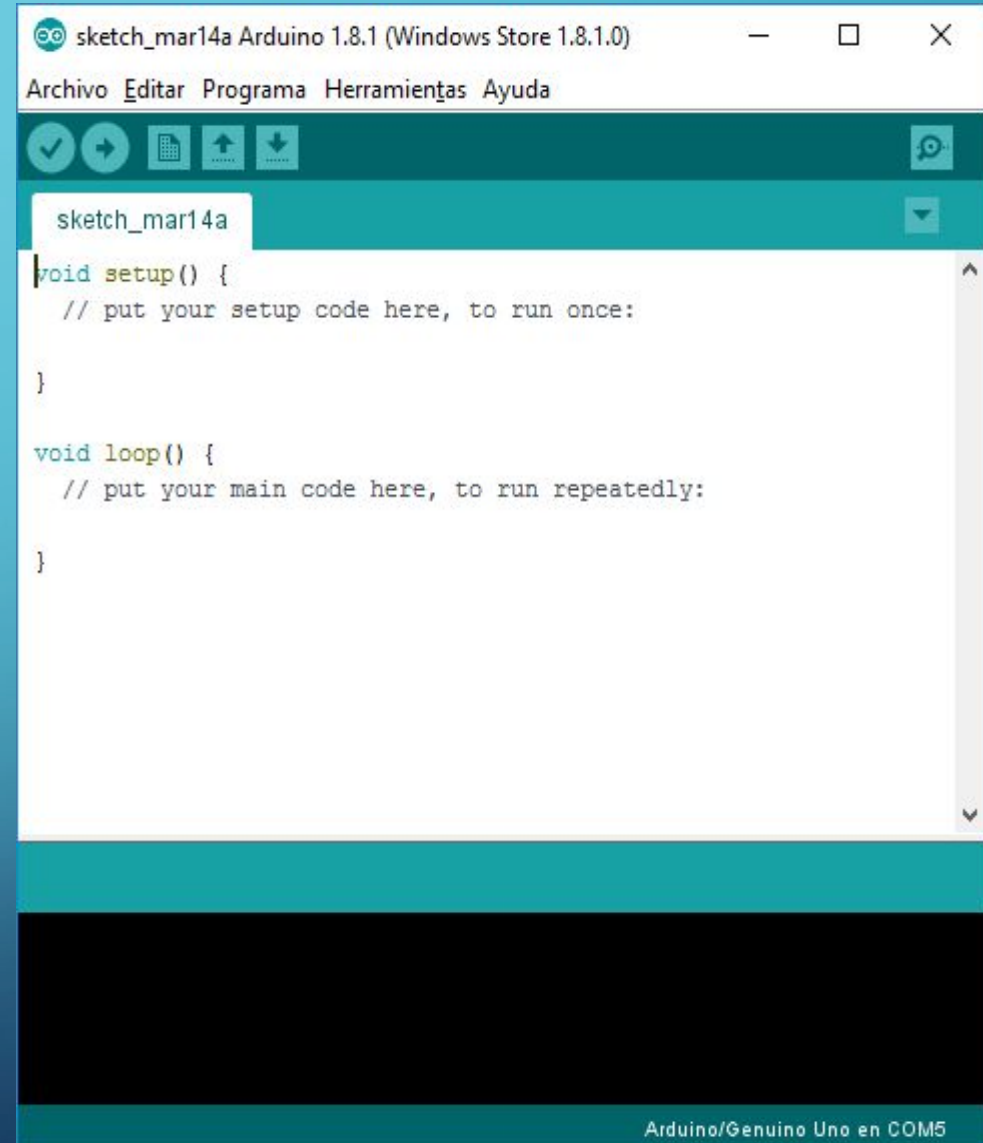 sketch_mar14a Arduino 1.8.1 (Windows Store 1.8.1.0)
Archivo Editar Programa Herramientas Ayuda
sketch_mar14a
void setup() {
  // put your setup code here, to run once:
}
void loop() {
  // put your main code here, to run repeatedly:
}
Arduino/Genuino Uno en COM5